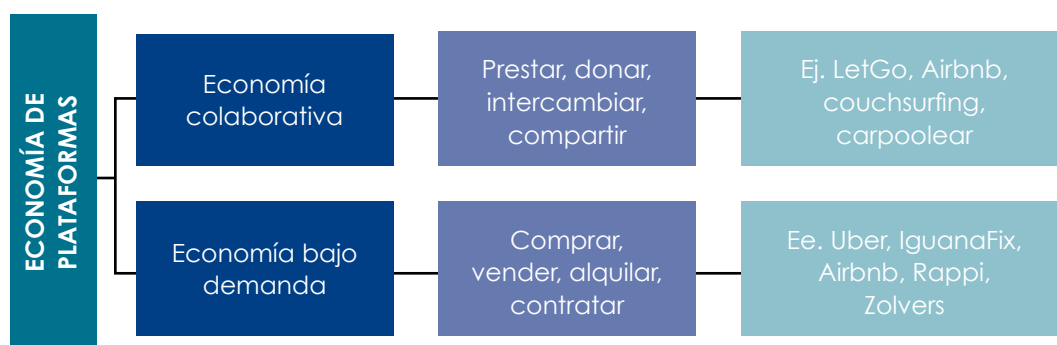 ECONOMÍA DE
PLATAFORMAS
Economía
colaborativa
Prestar, donar,
intercambiar,
compartir
Ej. LetGo, Airbnb,
couchsurfing,
carpoolear
Economía bajo
demanda
Comprar,
vender, alquilar,
contratar
Ee. Uber, IguanaFix,
Airbnb, Rappi,
Zolvers